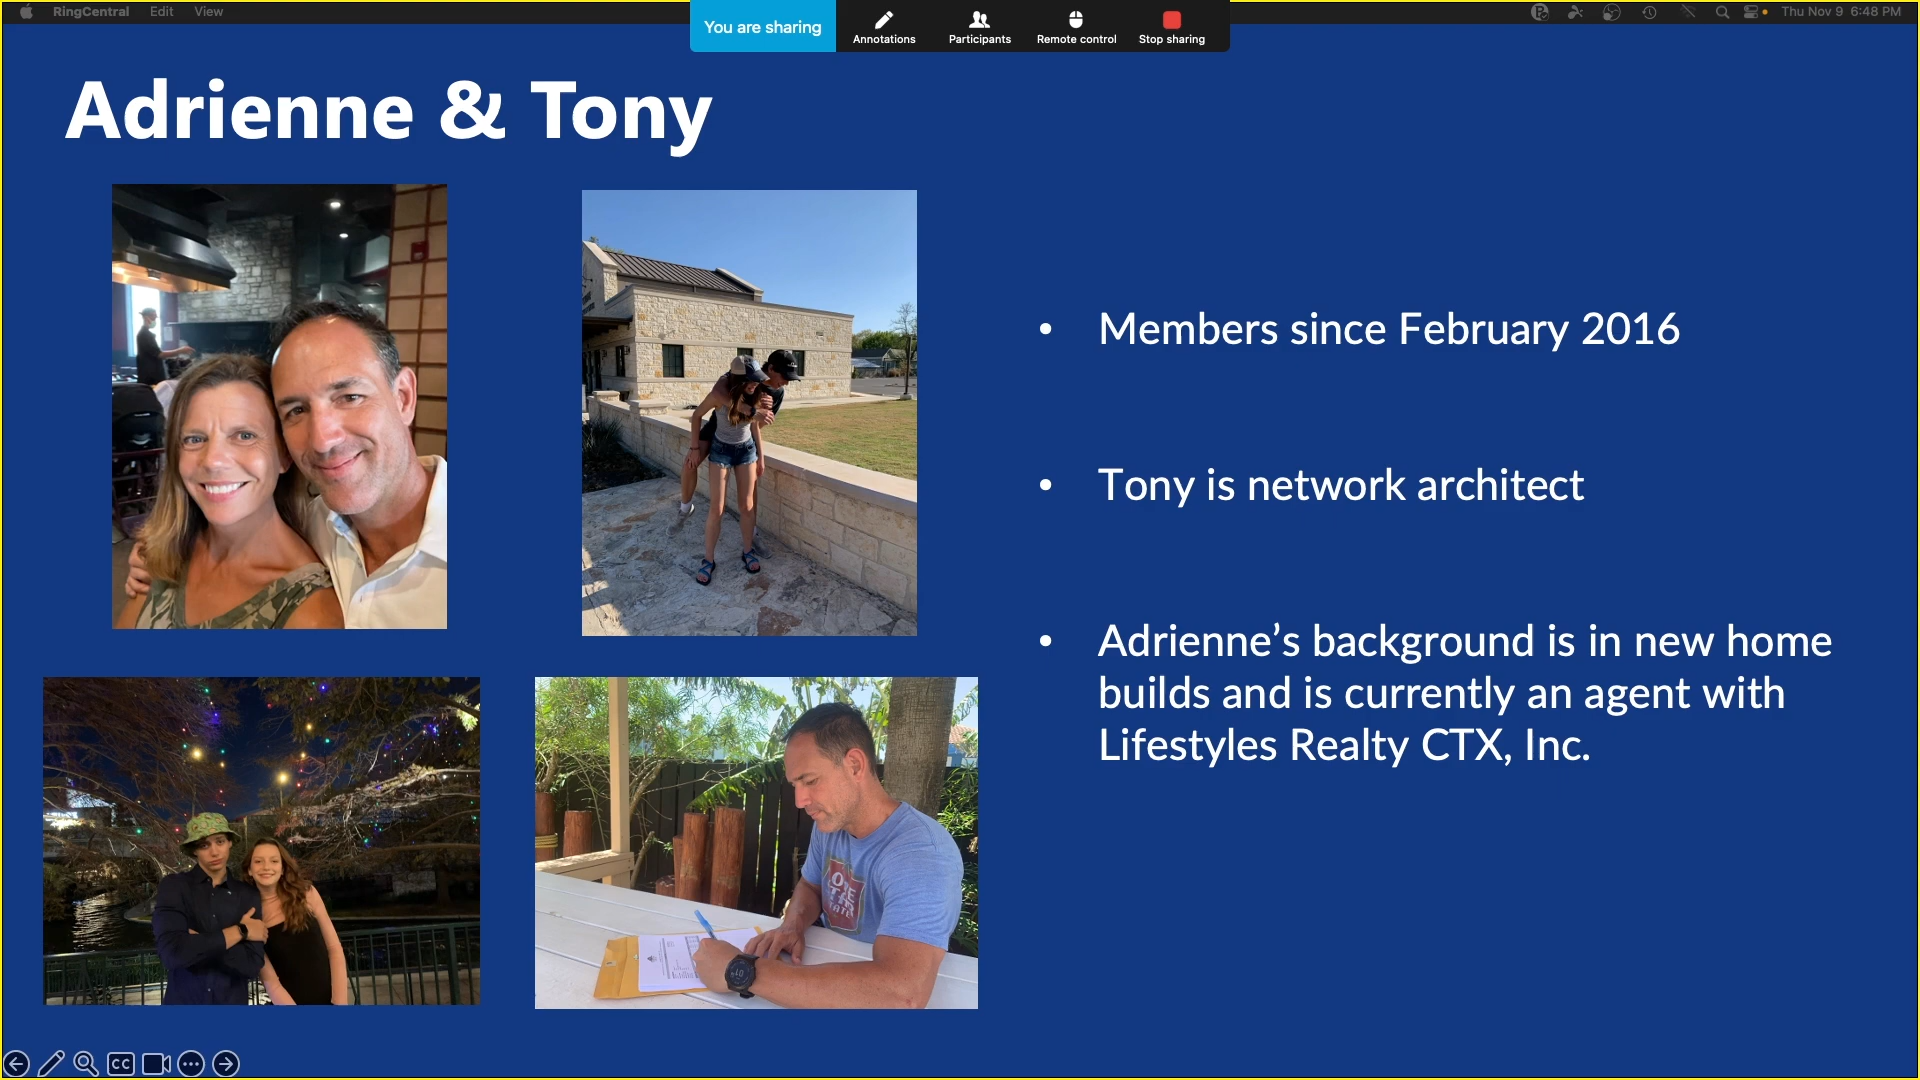 RingCentral Edit View
You are sharing
Annotations
Participants
Remote control
Stop sharing
Thu Nov 9 6:48 PM
Adrienne & Tony
• Members since February 2016
• Tony is network architect
• Adrienne’s background is in new home
builds and is currently an agent with
Lifestyles Realty CTX, Inc.
CC